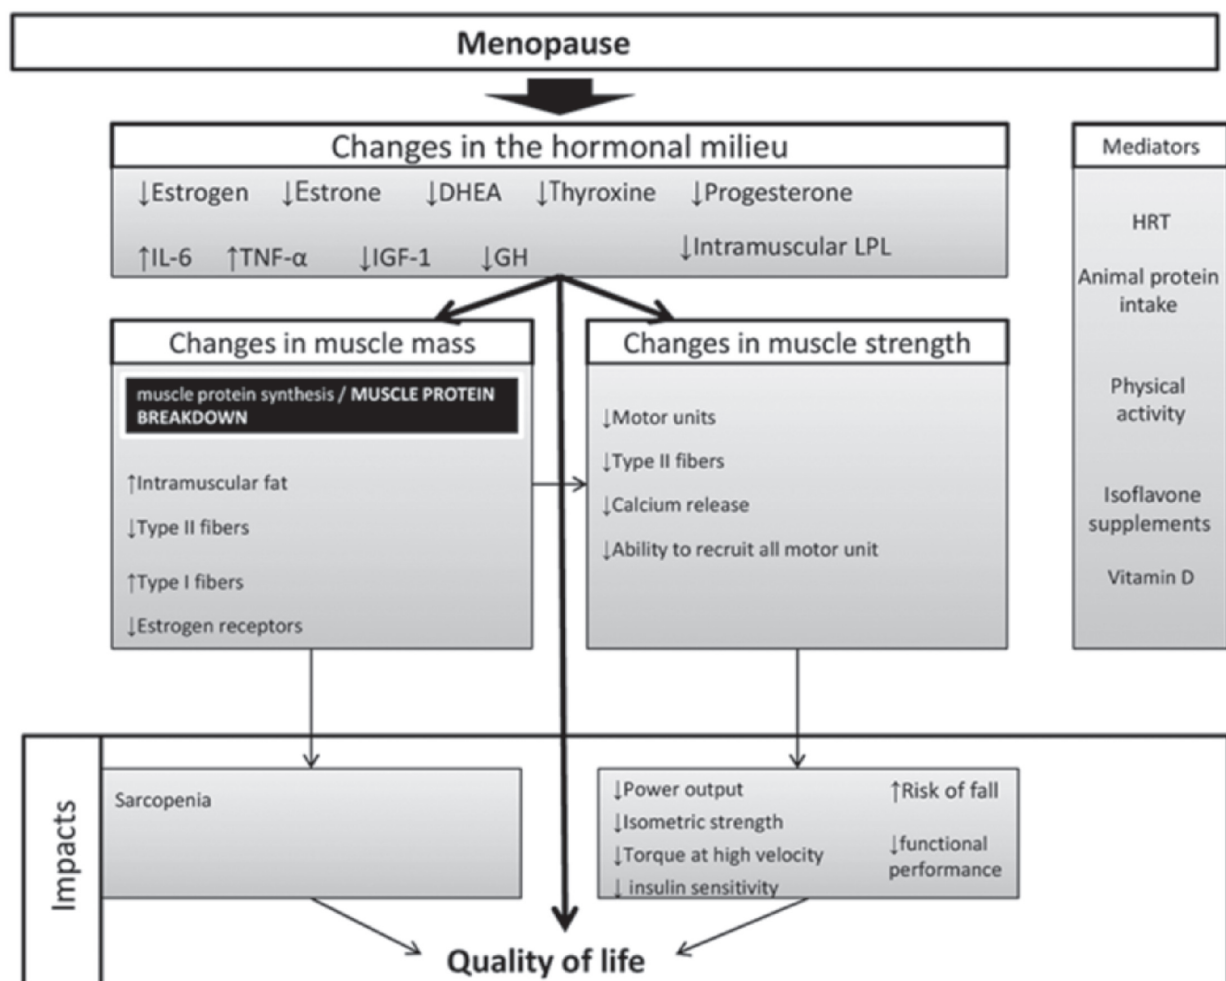 Menopause
Changes in the hormonal milieu
↓Estrogen ↓Estrone ↓DHEA ↓Thyroxine ↓Progesterone
↑IL-6 ↑TNF-α ↓IGF-1 ↓GH ↓Intramuscular LPL
Mediators
HRT
Animal protein
intake
Physical
activity
Isoflavone
supplements
Vitamin D
Changes in muscle mass
muscle protein synthesis / MUSCLE PROTEIN
BREAKDOWN
↑Intramuscular fat
↓Type II fibers
↑Type I fibers
↓Estrogen receptors
Changes in muscle strength
↓Motor units
↓Type II fibers
↓Calcium release
↓Ability to recruit all motor unit
Impacts
Sarcopenia
↓Power output
↓Isometric strength
↓Torque at high velocity
↓ insulin sensitivity
↑Risk of fall
↓functional
performance
Quality of life